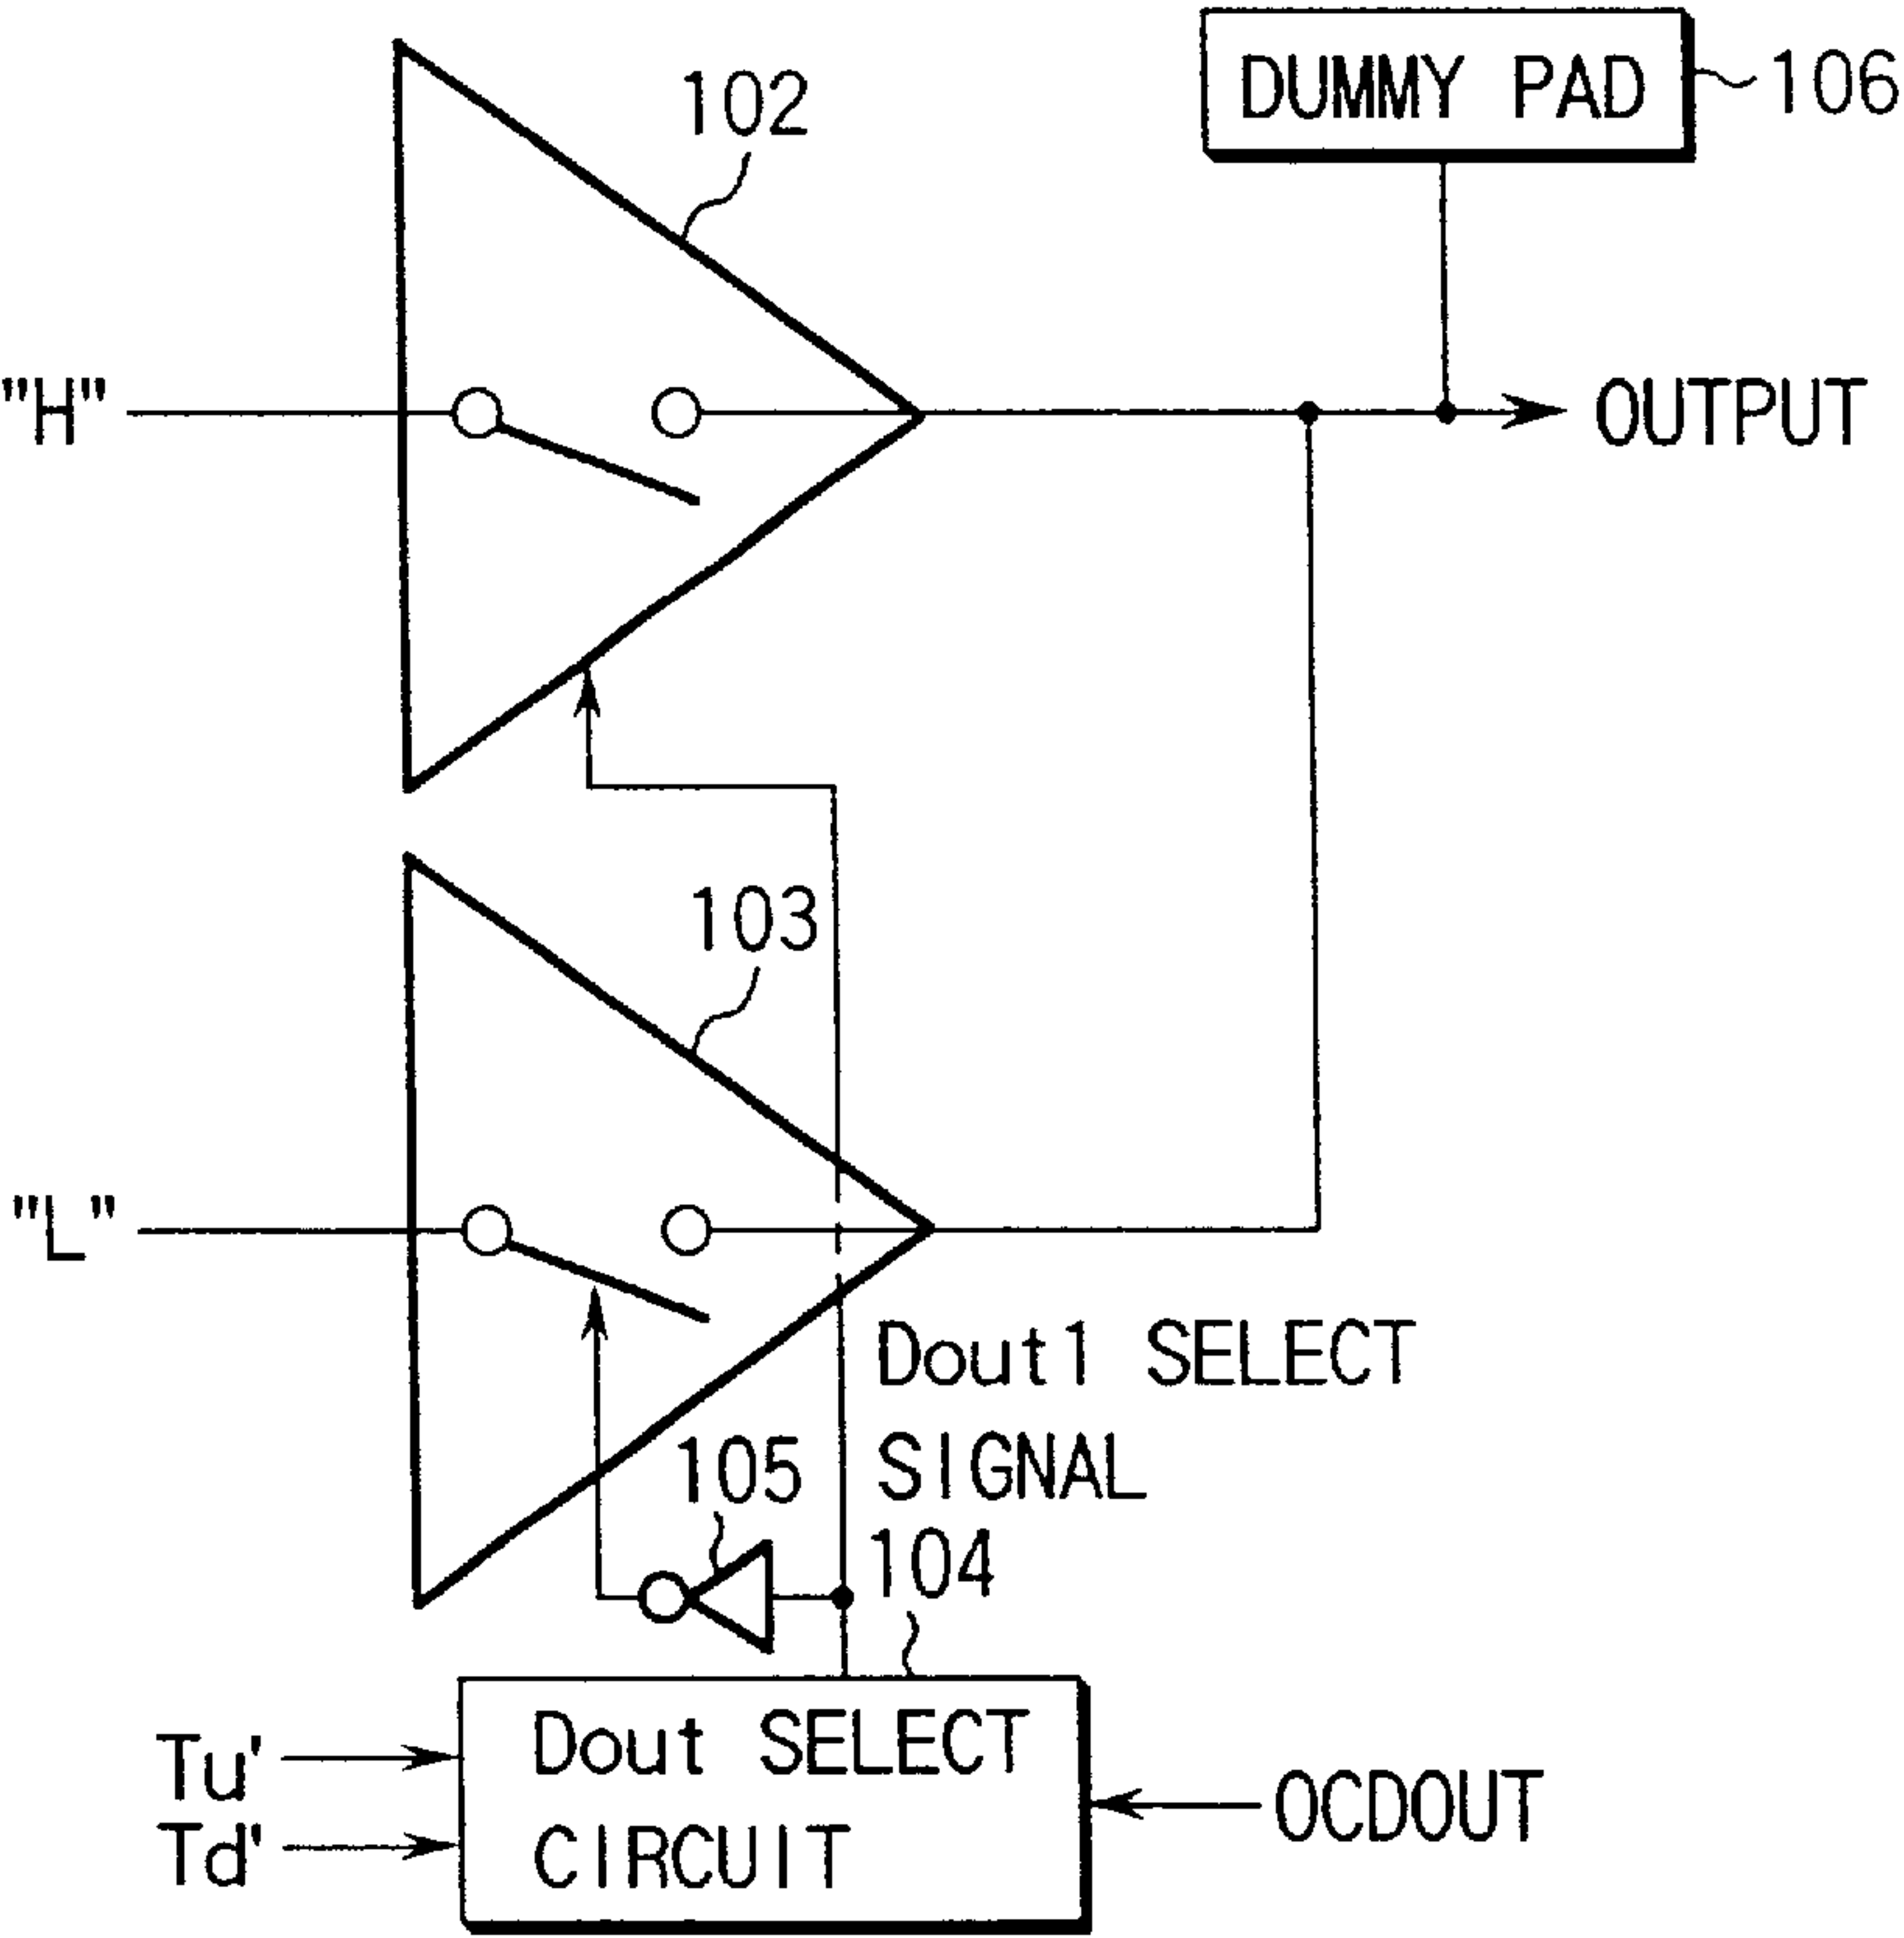 102
DUMMY PAD
106
"H"
OUTPUT
103
"L"
Dout1 SELECT
SIGNAL
105
104
Dout SELECT
CIRCUIT
Tu'
Td'
OCDOUT